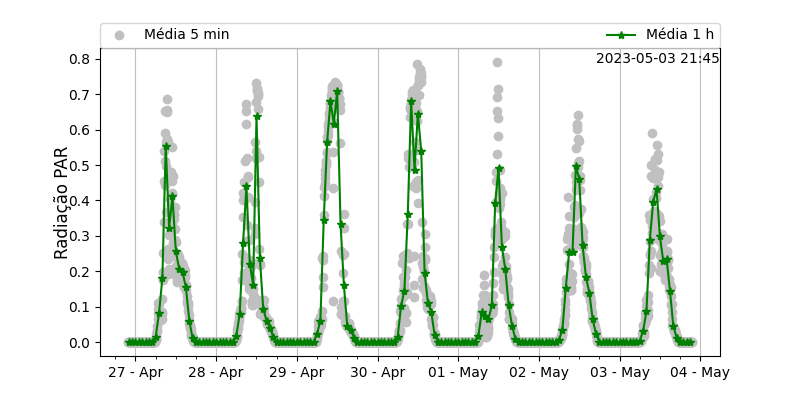 Média 5 min
Média 1 h
2023-05-03 21:45
Radiação PAR
0.8
0.7
0.6
0.5
0.4
0.3
0.2
0.1
0.0
27 - Apr
28 - Apr
29 - Apr
30 - Apr
01 - May
02 - May
03 - May
04 - May